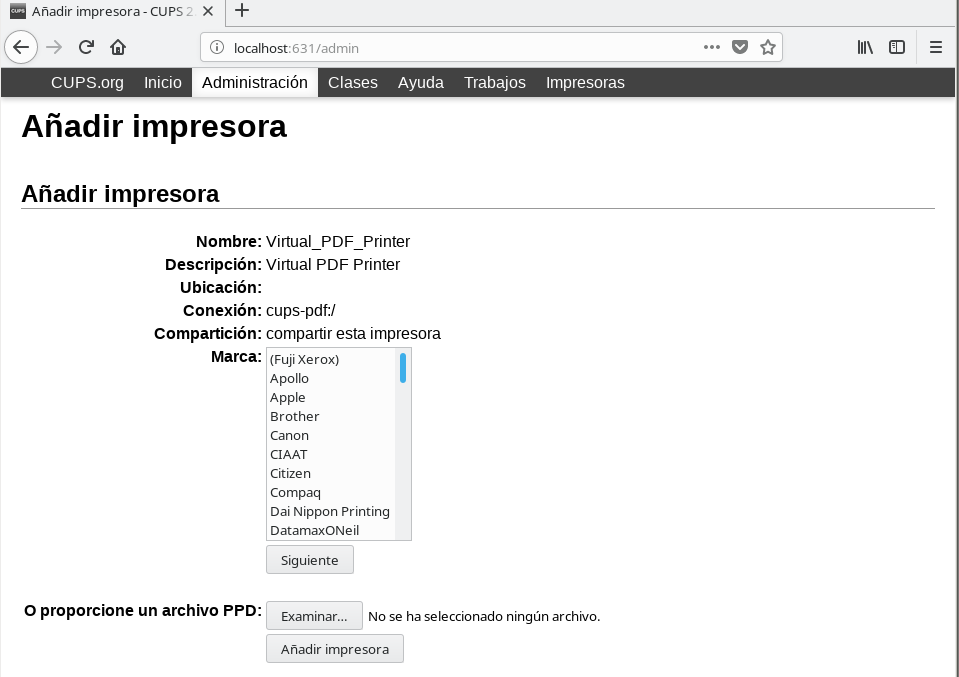 CUPS Añadir impresora - CUPS 2
localhost:631/admin
CUPS.org Inicio Administración Clases Ayuda Trabajos Impresoras
Añadir impresora
Añadir impresora
Nombre: Virtual_PDF_Printer
Descripción: Virtual PDF Printer
Ubicación:
Conexión: cups-pdf:/
Compartición: compartir esta impresora
Marca:
(Fuji Xerox)
Apollo
Apple
Brother
Canon
CIAAT
Citizen
Compaq
Dai Nippon Printing
DatamaxONeil
Siguiente
O proporcione un archivo PPD: Examinar... No se ha seleccionado ningún archivo.
Añadir impresora